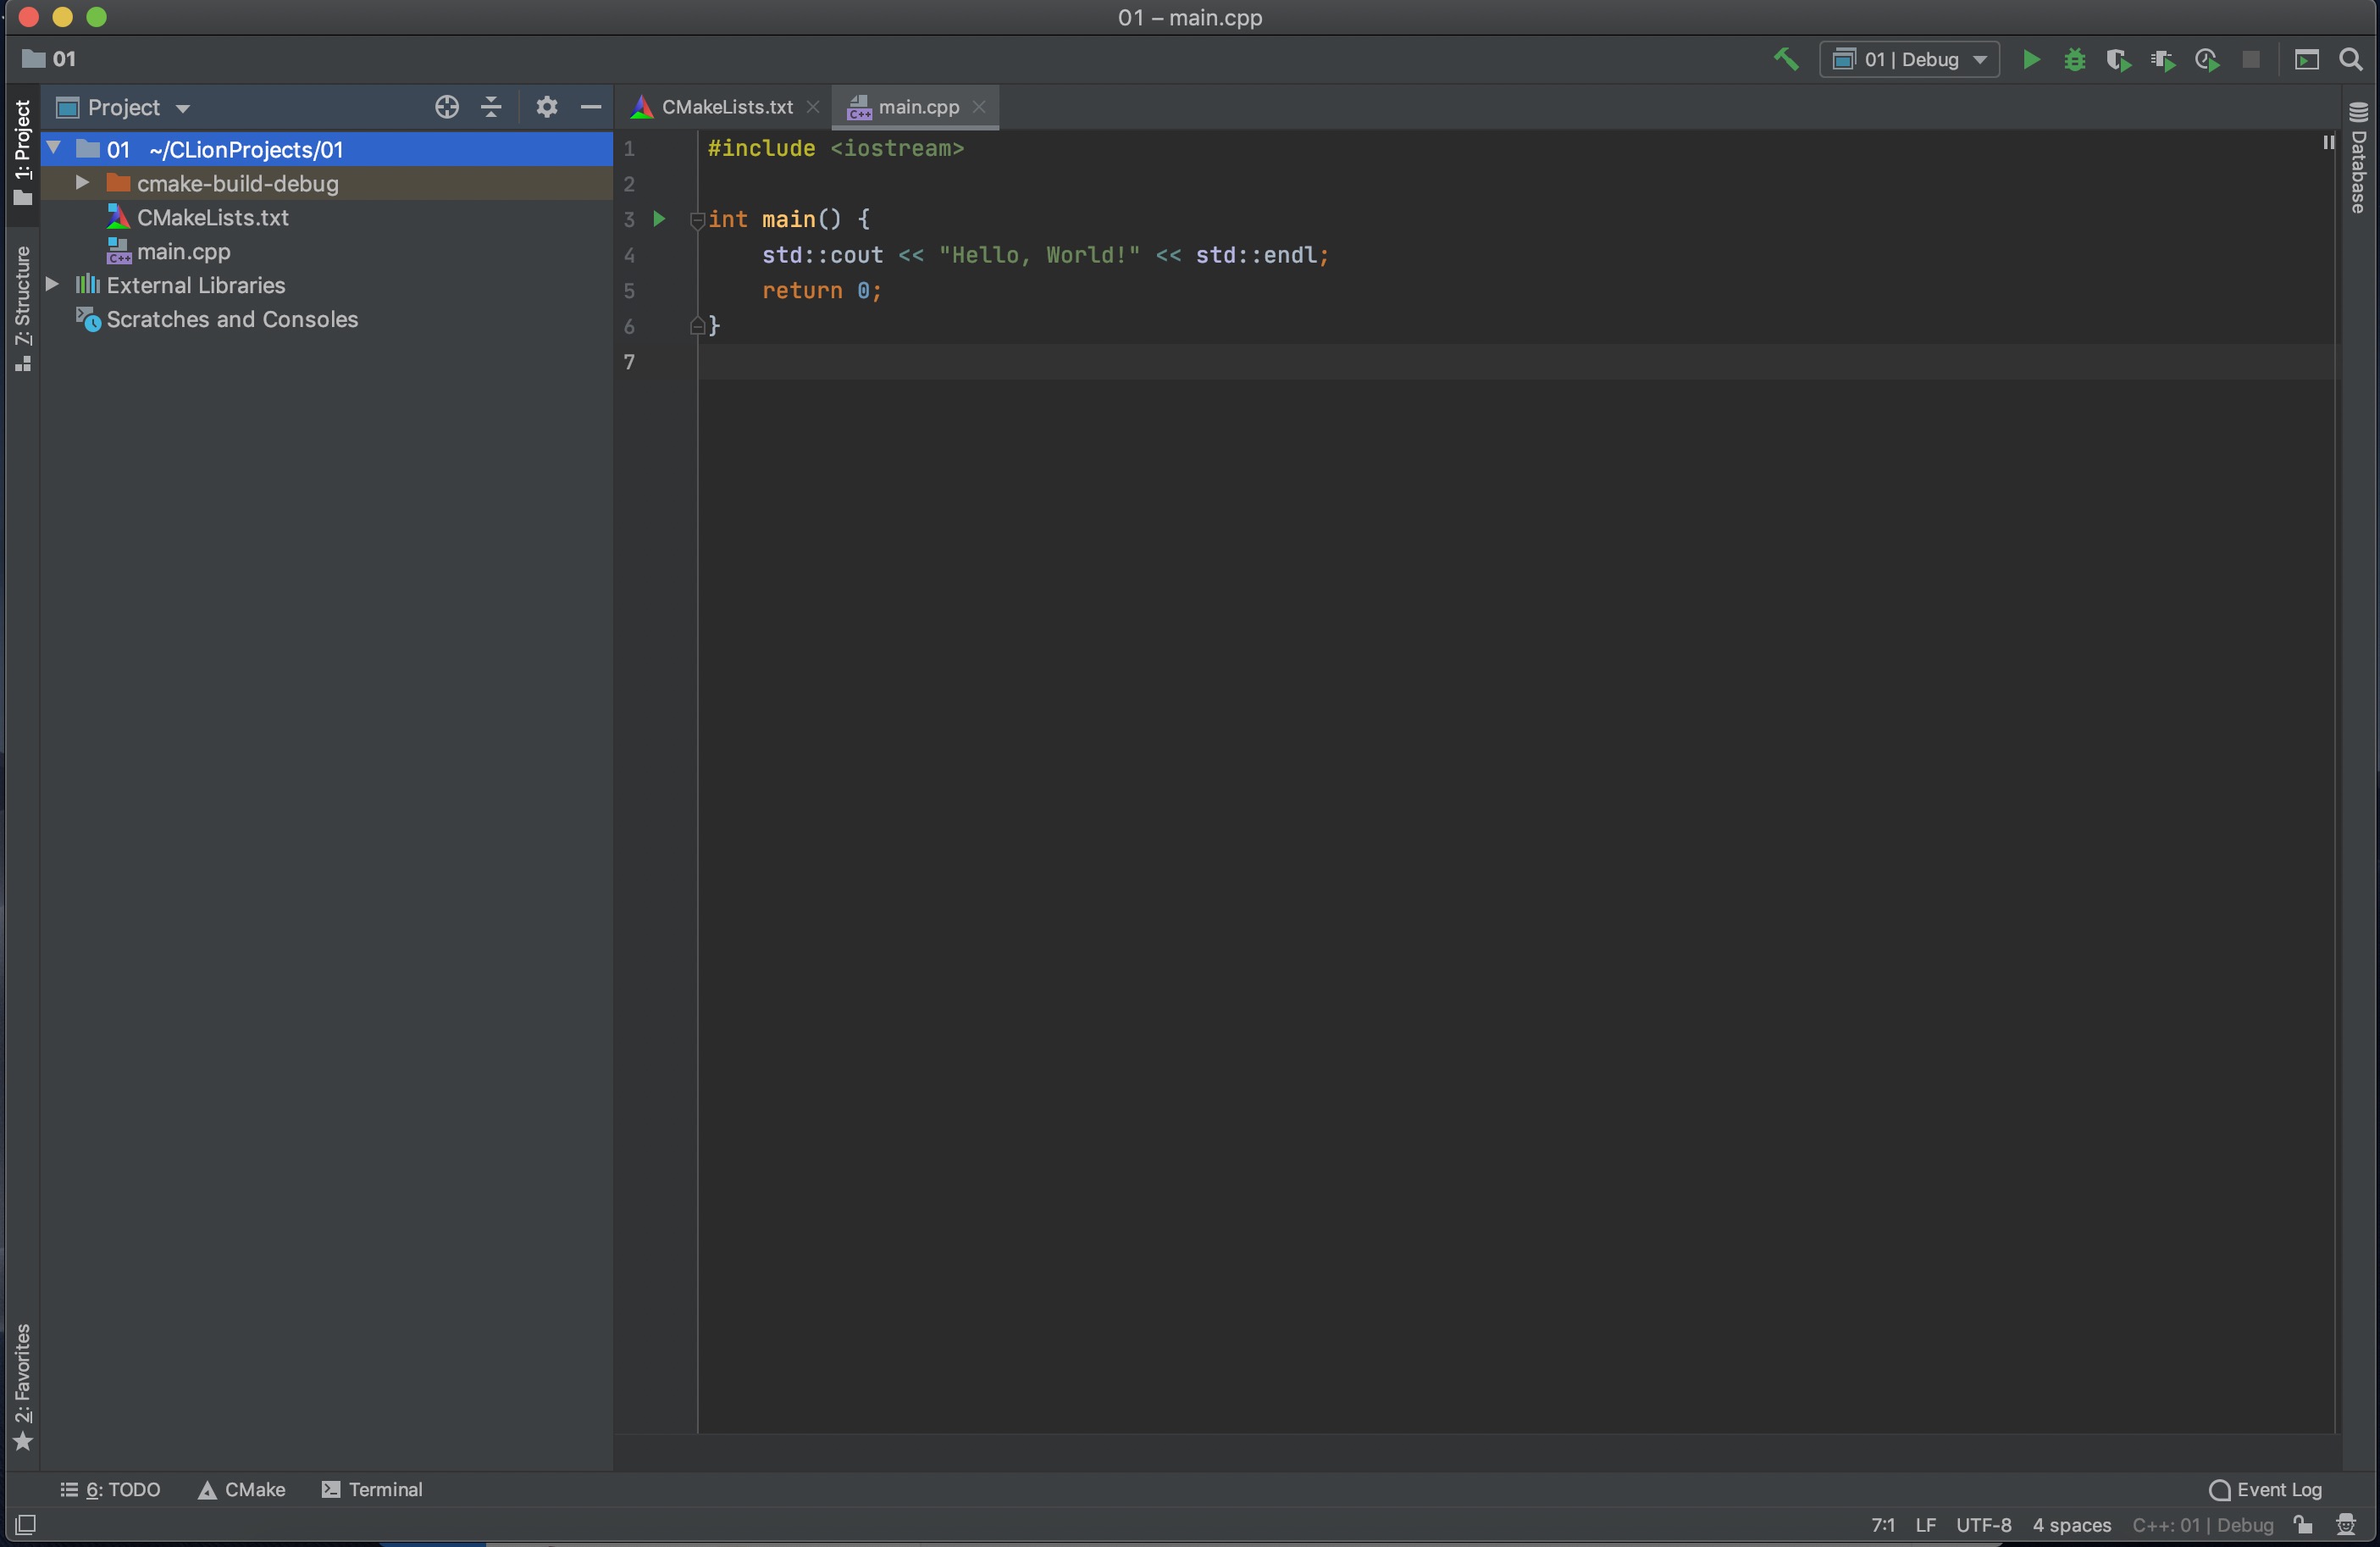 01 – main.cpp
01
01 | Debug
1: Project
Project
CMakeLists.txt
main.cpp
Database
01 ~/CLionProjects/01
cmake-build-debug
CMakeLists.txt
main.cpp
External Libraries
Scratches and Consoles
Z: Structure
1 #include <iostream>
2
3 int main() {
4 std::cout << "Hello, World!" << std::endl;
5 return 0;
6 }
7
2: Favorites
6: TODO
CMake
Terminal
Event Log
7:1 LF UTF-8 4 spaces C++: 01 | Debug